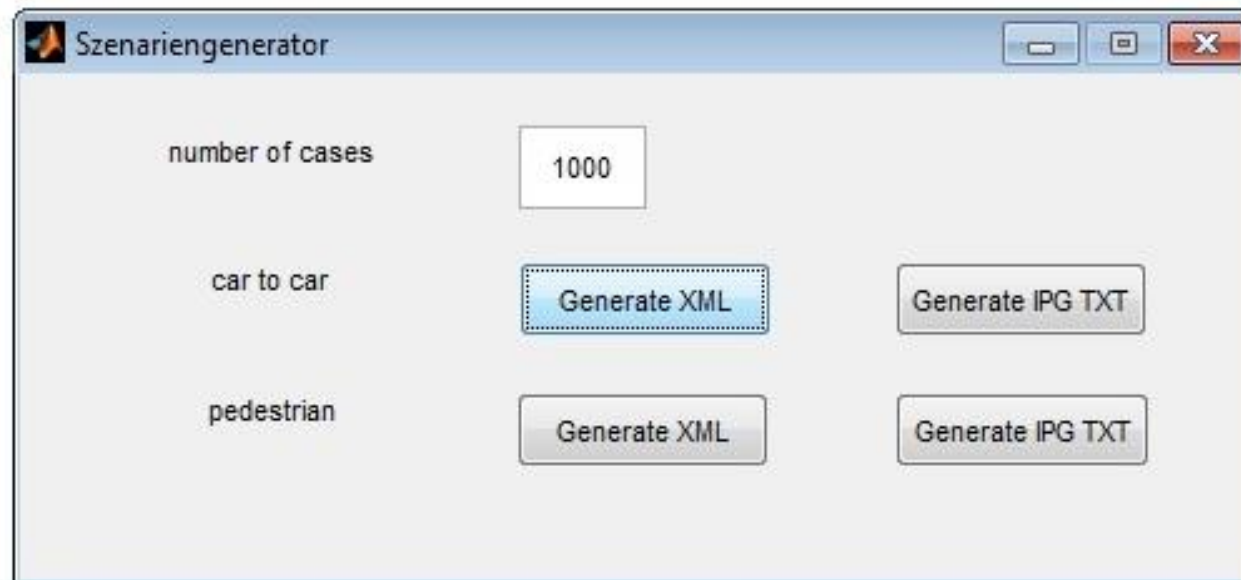 Szenariengenerator
number of cases 1000
car to car Generate XML Generate IPG TXT
pedestrian Generate XML Generate IPG TXT